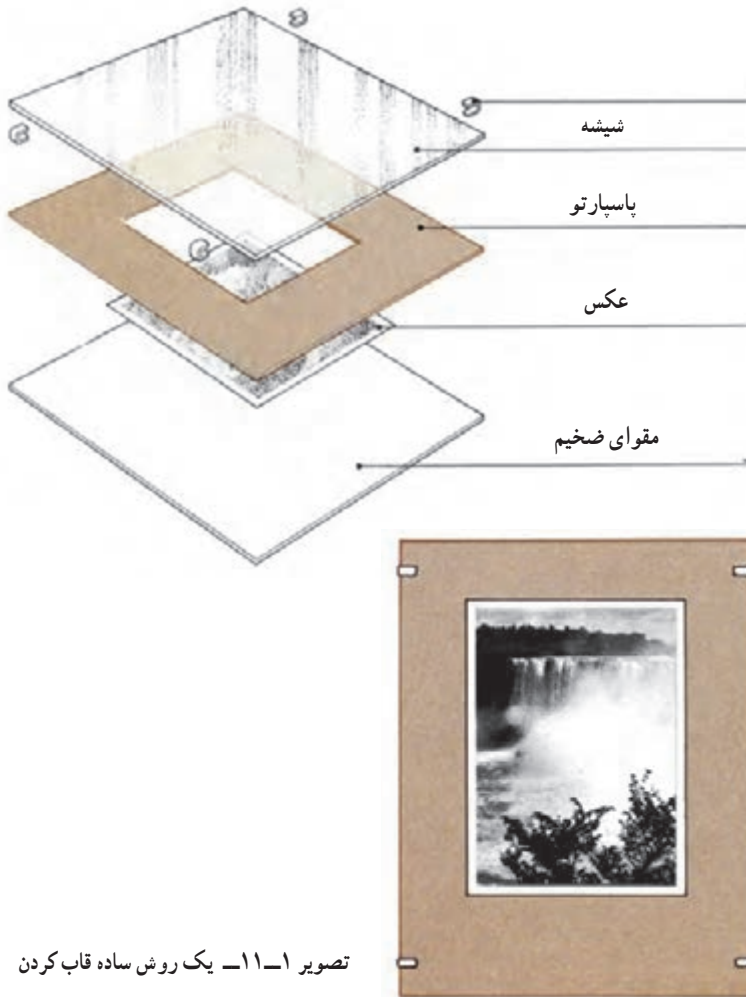 شیشه
پاسپارتو
عکس
مقوای ضخیم
تصویر ۱ــ۱۱ــ یک روش ساده قاب کردن